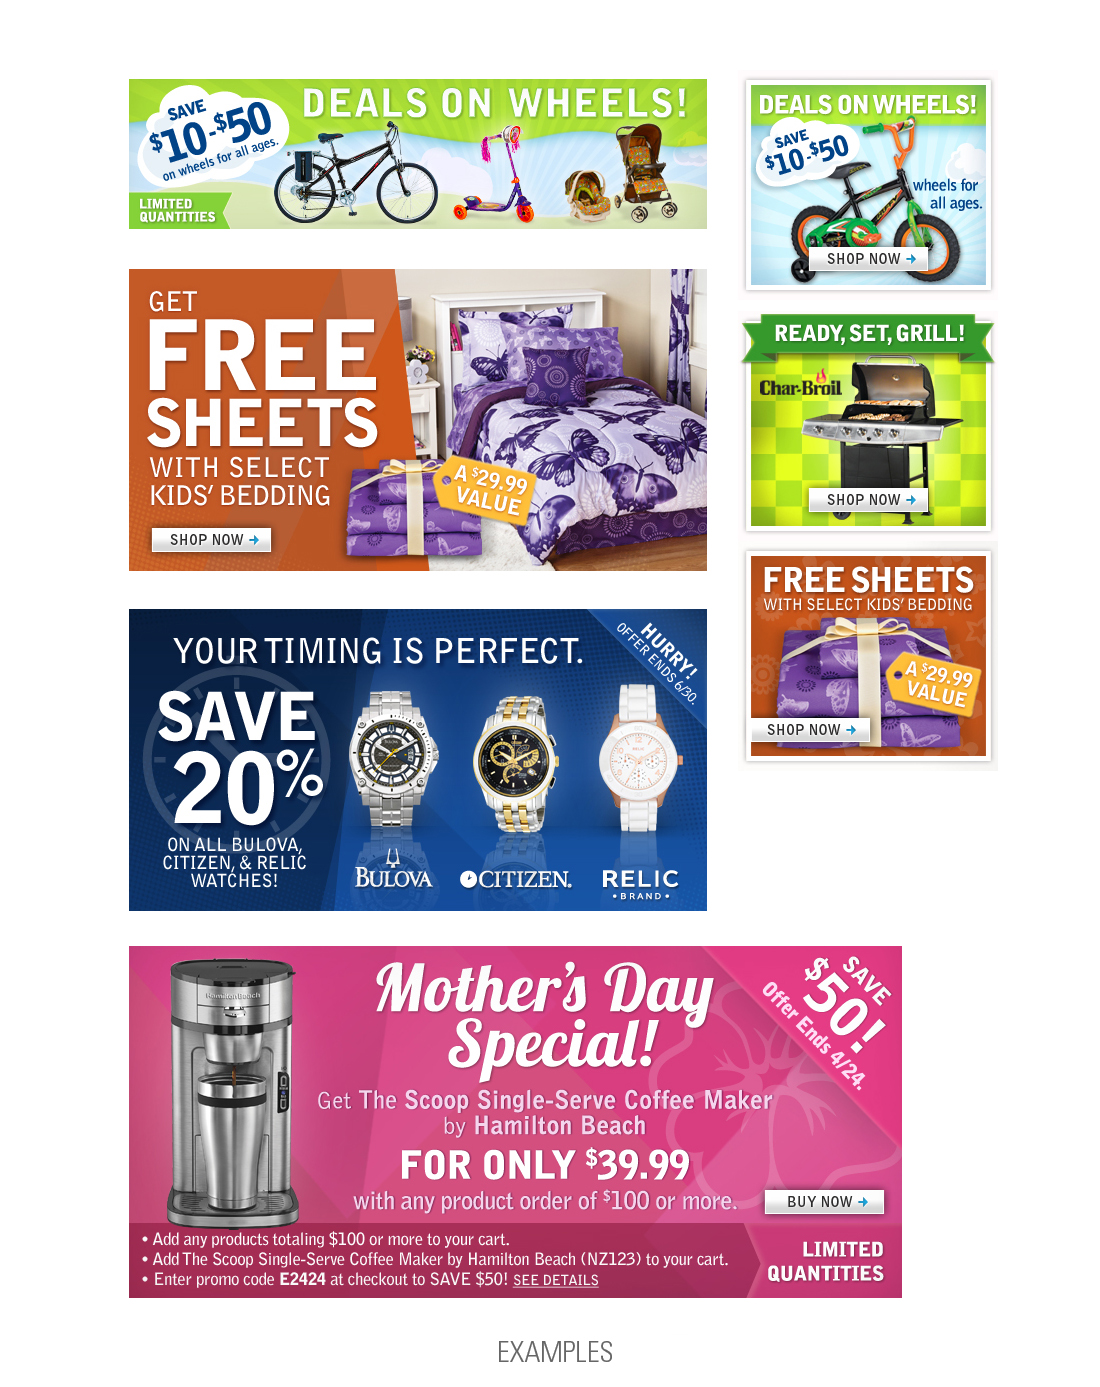 SAVE
$10-$50
on wheels for all ages.
DEALS ON WHEELS!
LIMITED
QUANTITIES
DEALS ON WHEELS!
SAVE
$10-$50
wheels for
all ages.
SHOP NOW
GET
FREE
SHEETS
WITH SELECT
KIDS' BEDDING
A $29.99
VALUE
SHOP NOW
READY, SET, GRILL!
Char-Broil
SHOP NOW
FREE SHEETS
WITH SELECT KIDS' BEDDING
A $29.99
VALUE
SHOP NOW
YOUR TIMING IS PERFECT.
HURRY!
OFFER ENDS 6/30.
SAVE
20%
ON ALL BULOVA,
CITIZEN, & RELIC
WATCHES!
BULOVA
CITIZEN.
RELIC
•BRAND•
HamiltonBeach
Mother's Day
Special!
SAVE
$50!
Offer Ends 4/24.
Get The Scoop Single-Serve Coffee Maker
by Hamilton Beach
FOR ONLY $39.99
with any product order of $100 or more.
BUY NOW
• Add any products totaling $100 or more to your cart.
• Add The Scoop Single-Serve Coffee Maker by Hamilton Beach (NZ123) to your cart.
• Enter promo code E2424 at checkout to SAVE $50! SEE DETAILS
LIMITED
QUANTITIES
EXAMPLES